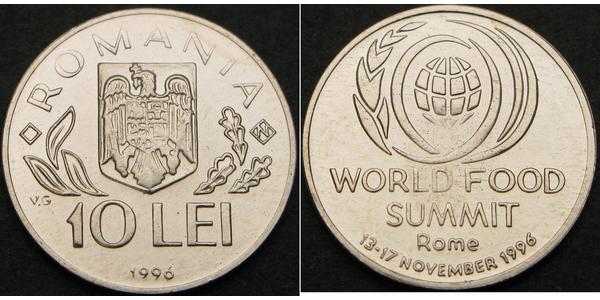 ROMANIA
V.G
10 LEI
1996
WORLD FOOD
SUMMIT
Rome
13-17 NOVEMBER 1996